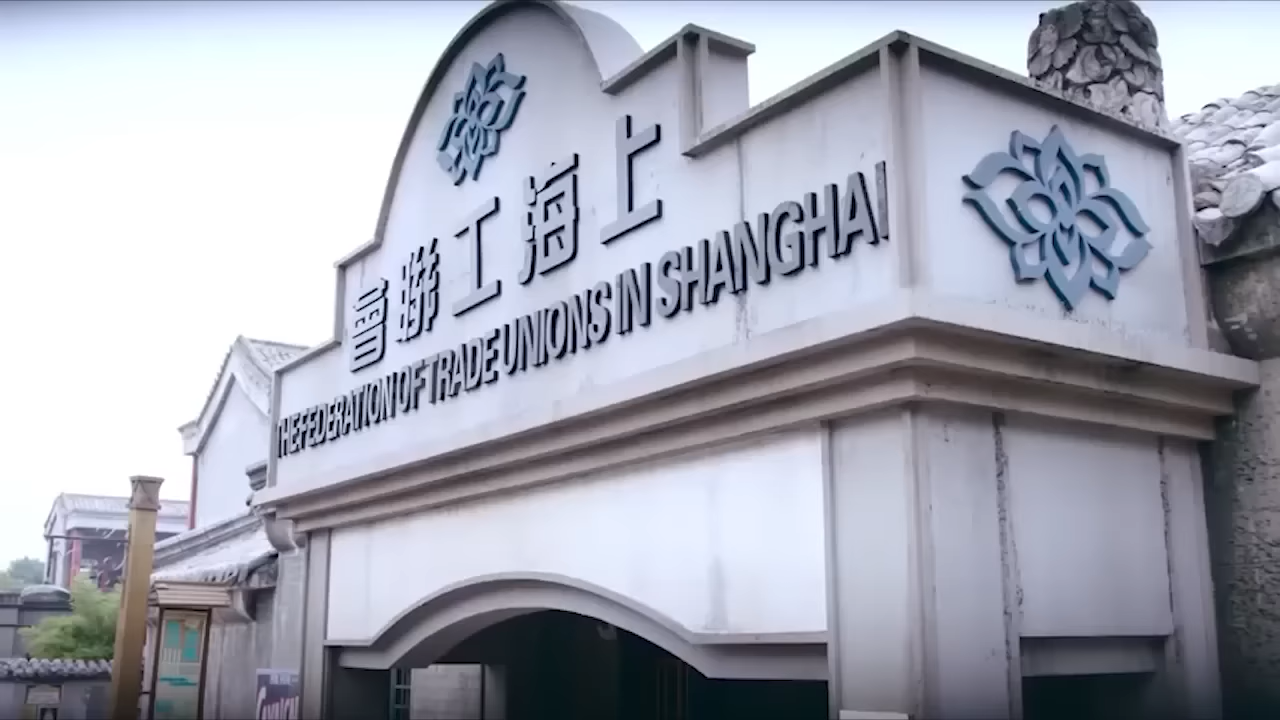 上海工聯會
THE FEDERATION OF TRADE UNIONS IN SHANGHAI